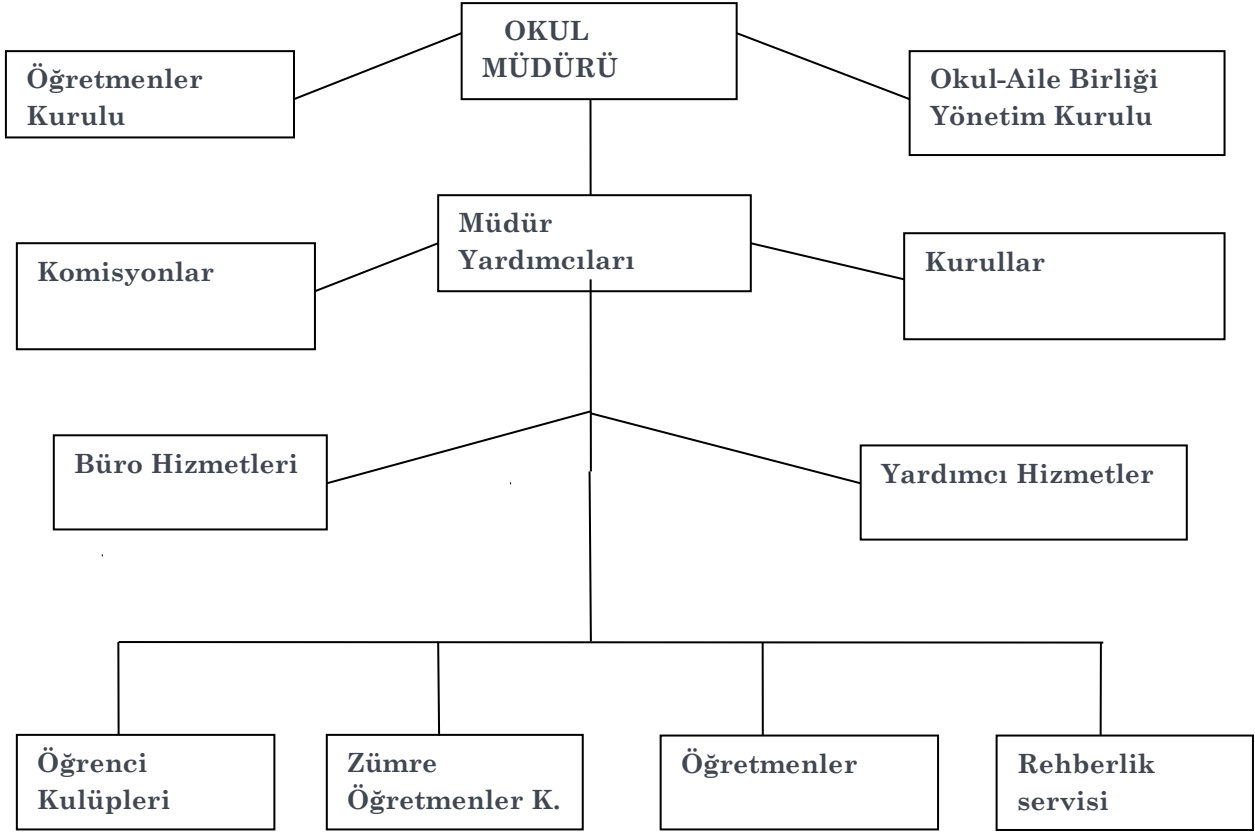 OKUL
MÜDÜRÜ
Öğretmenler
Kurulu
Okul-Aile Birliği
Yönetim Kurulu
Müdür
Yardımcıları
Komisyonlar
Kurullar
Büro Hizmetleri
Yardımcı Hizmetler
Öğrenci
Kulüpleri
Zümre
Öğretmenler K.
Öğretmenler
Rehberlik
servisi